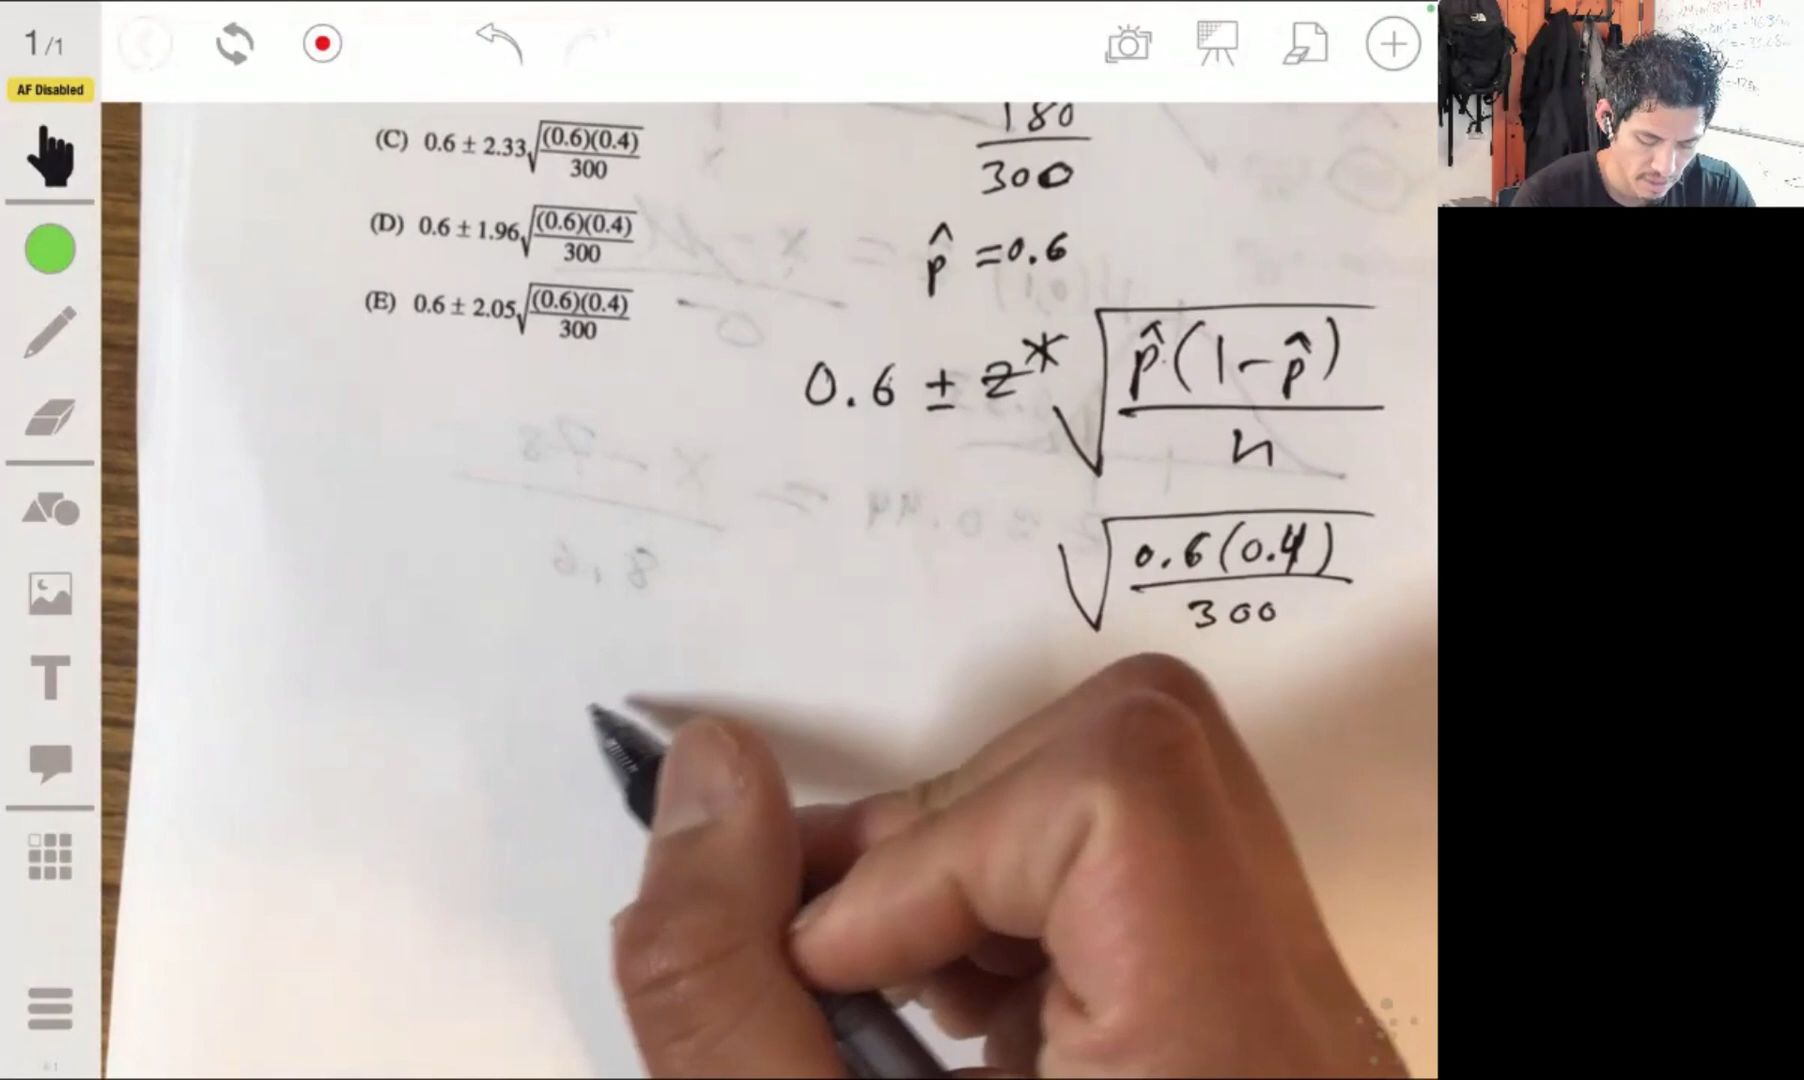 1/1
AF Disabled
(C) 0.6 ± 2.33√((0.6)(0.4)/300)
(D) 0.6 ± 1.96√((0.6)(0.4)/300)
(E) 0.6 ± 2.05√((0.6)(0.4)/300)
180
300
p̂ = 0.6
0.6 ± z* √(p̂(1-p̂)/n)
√(0.6(0.4)/300)
T